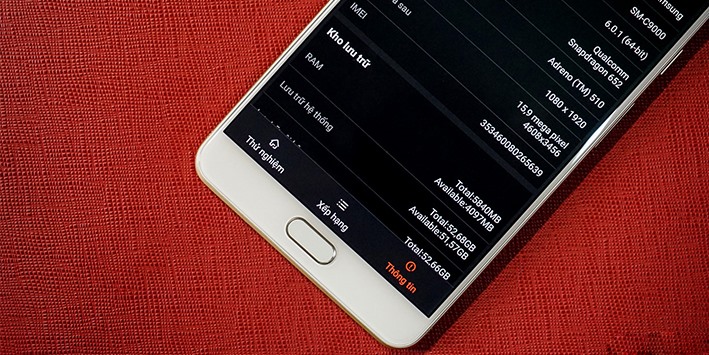 Samsung
SM-C9000
6.0.1 (64-bit)
Qualcomm
Snapdragon 652
Adreno (TM) 510
1080 x 1920
sau
15.9 mega pixel
4608x3456
IMEI
353460080265639
Kho lưu trữ
RAM
Total:5840MB
Available:4097MB
Lưu trữ hệ thống
Total:52,68GB
Available:51,57GB
Total:52,66GB
Thử nghiệm
Xếp hạng
Thông tin